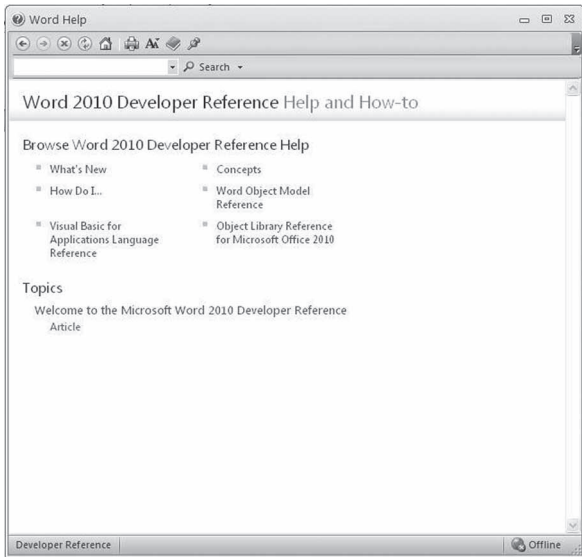 Word Help
Search
Word 2010 Developer Reference Help and How-to
Browse Word 2010 Developer Reference Help
What's New
Concepts
How Do I...
Word Object Model
Reference
Visual Basic for
Applications Language
Reference
Object Library Reference
for Microsoft Office 2010
Topics
Welcome to the Microsoft Word 2010 Developer Reference
Article
Developer Reference
Offline